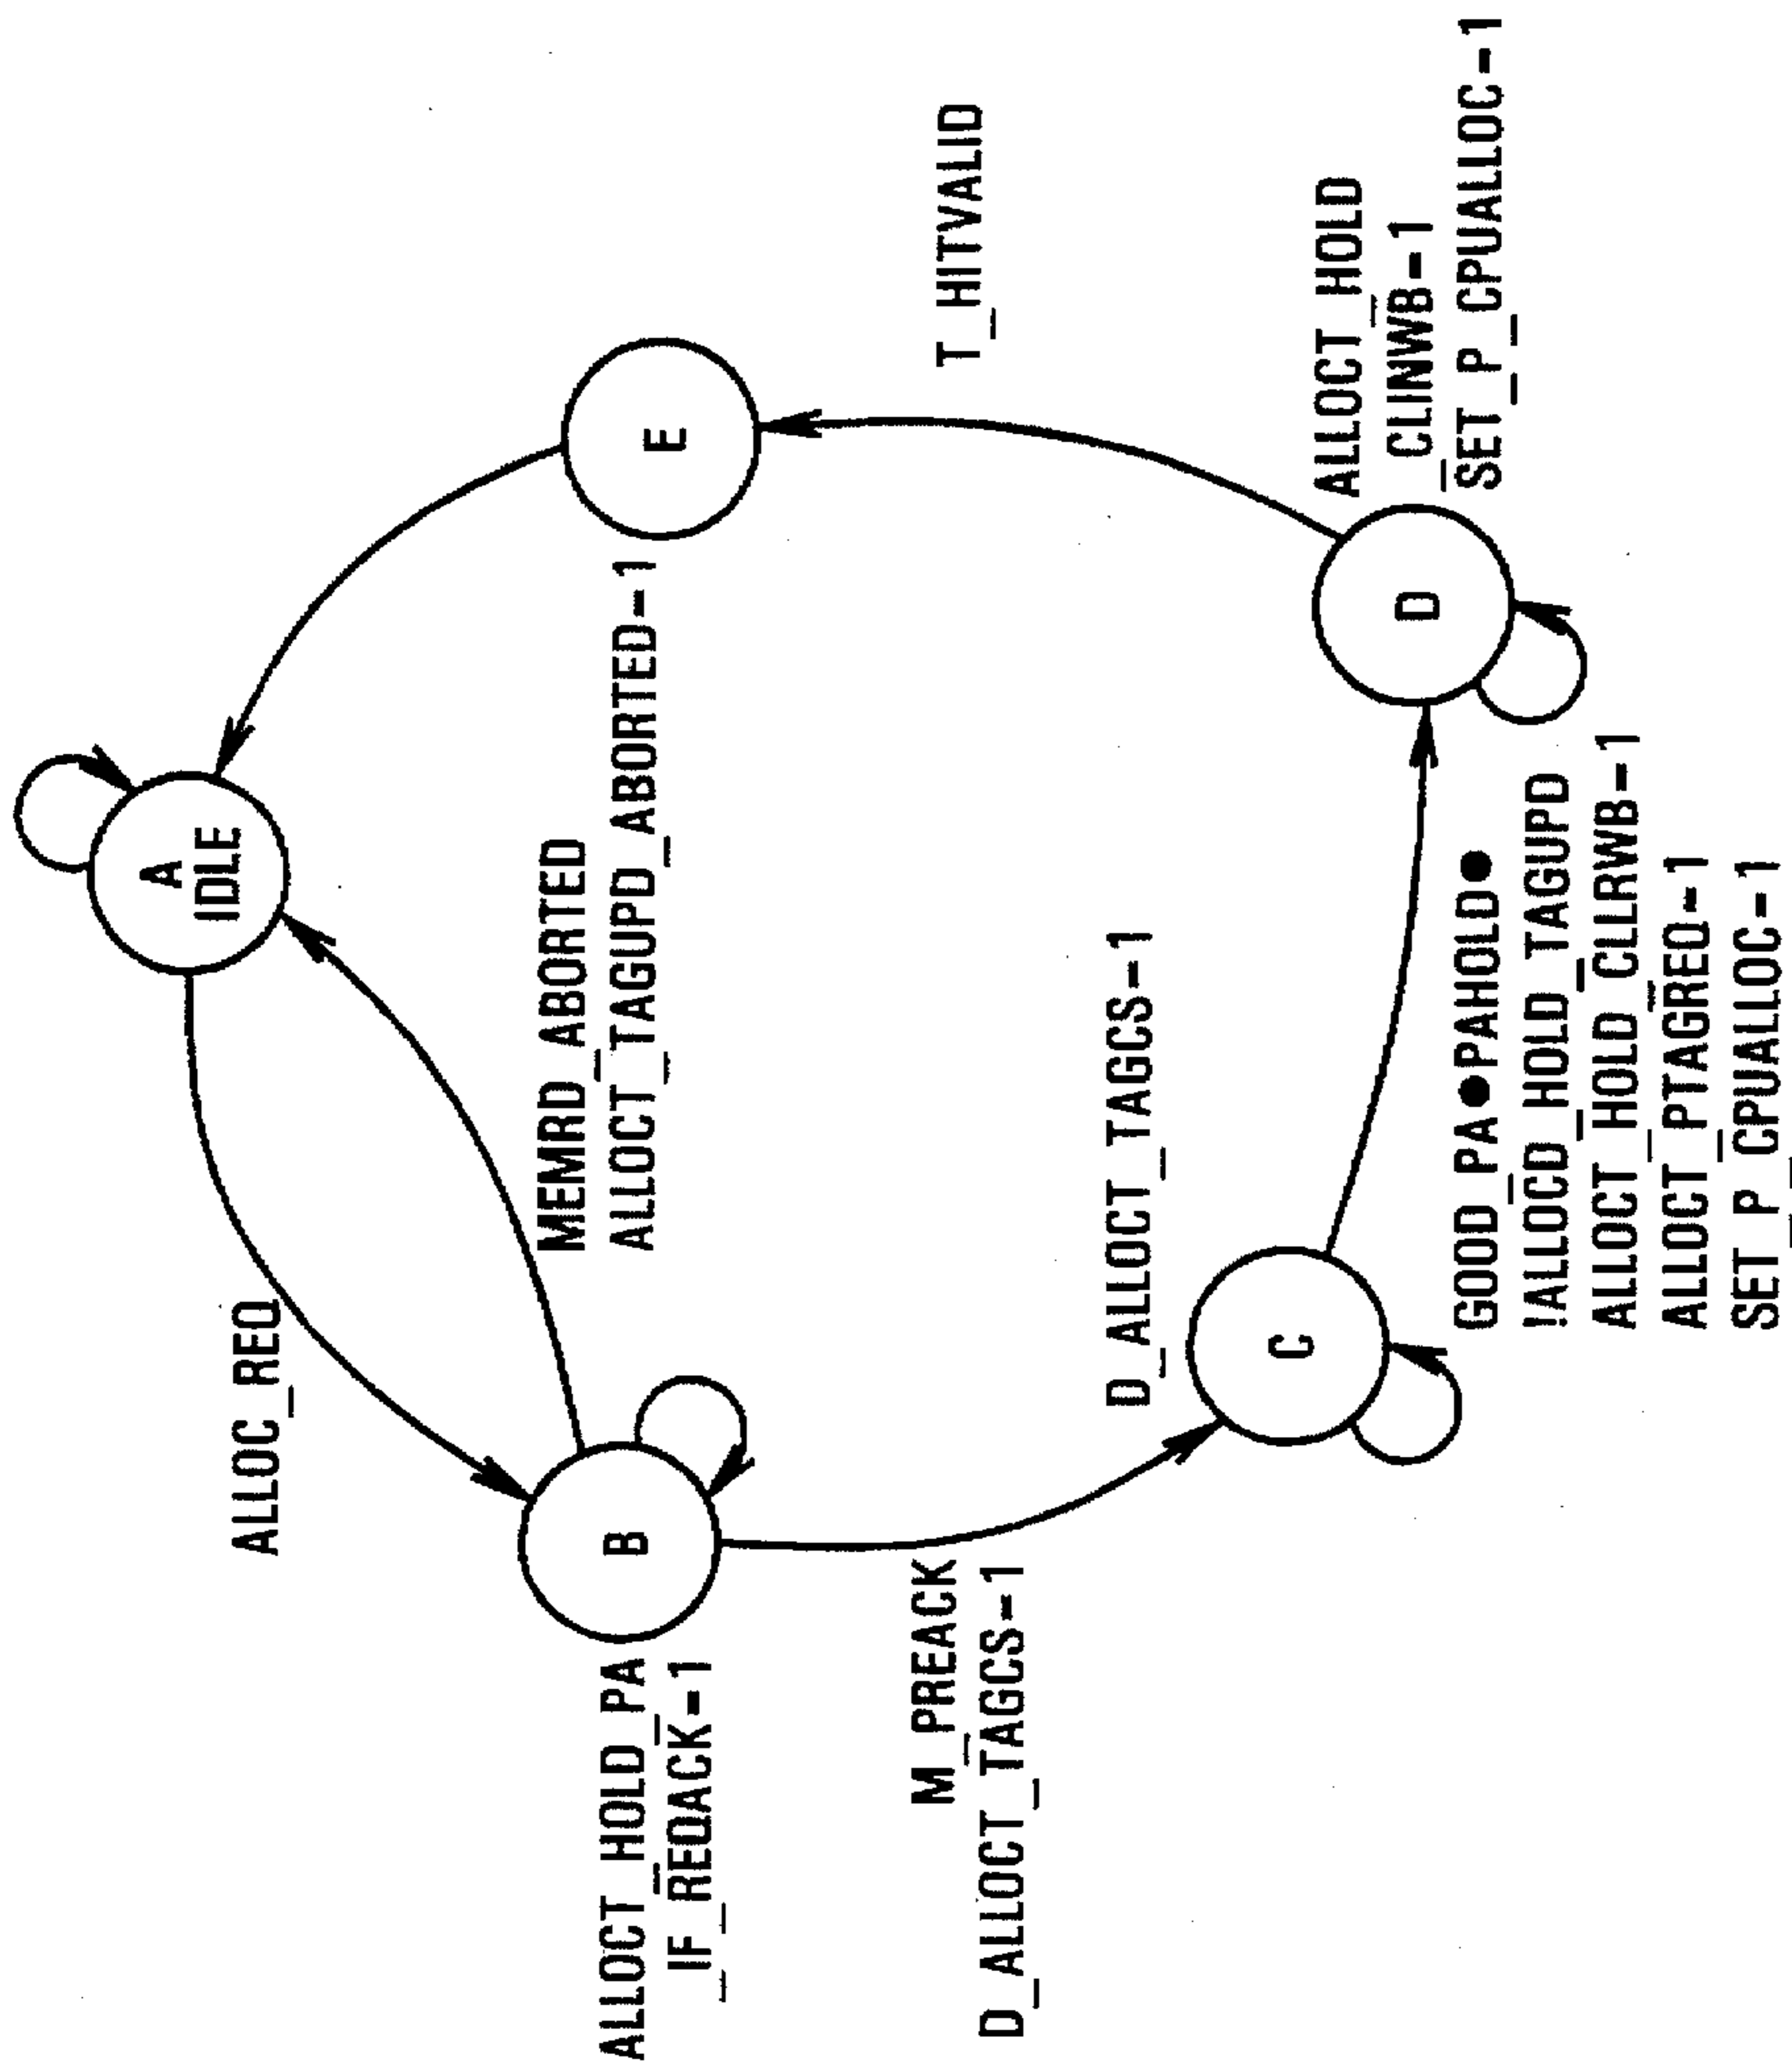 A
IDLE
ALLOC_REQ
B
ALLOCT_HOLD_PA
_IF_REQACK=1
MEMRD_ABORTED
ALLOCT_TAGUPD_ABORTED=1
E
T_HITVALID
M_PREACK
D_ALLOCT_TAGCS=1
D_ALLOCT_TAGCS=1
C
GOOD_PA●PAHOLD●
!ALLOCD_HOLD_TAGUPD
ALLOCT_HOLD_CLLRWB=1
ALLOCT_PTAGREQ=1
SET_P_CPUALLOC=1
D
ALLOCT_HOLD
_CLINWB=1
SET_P_CPUALLOC=1